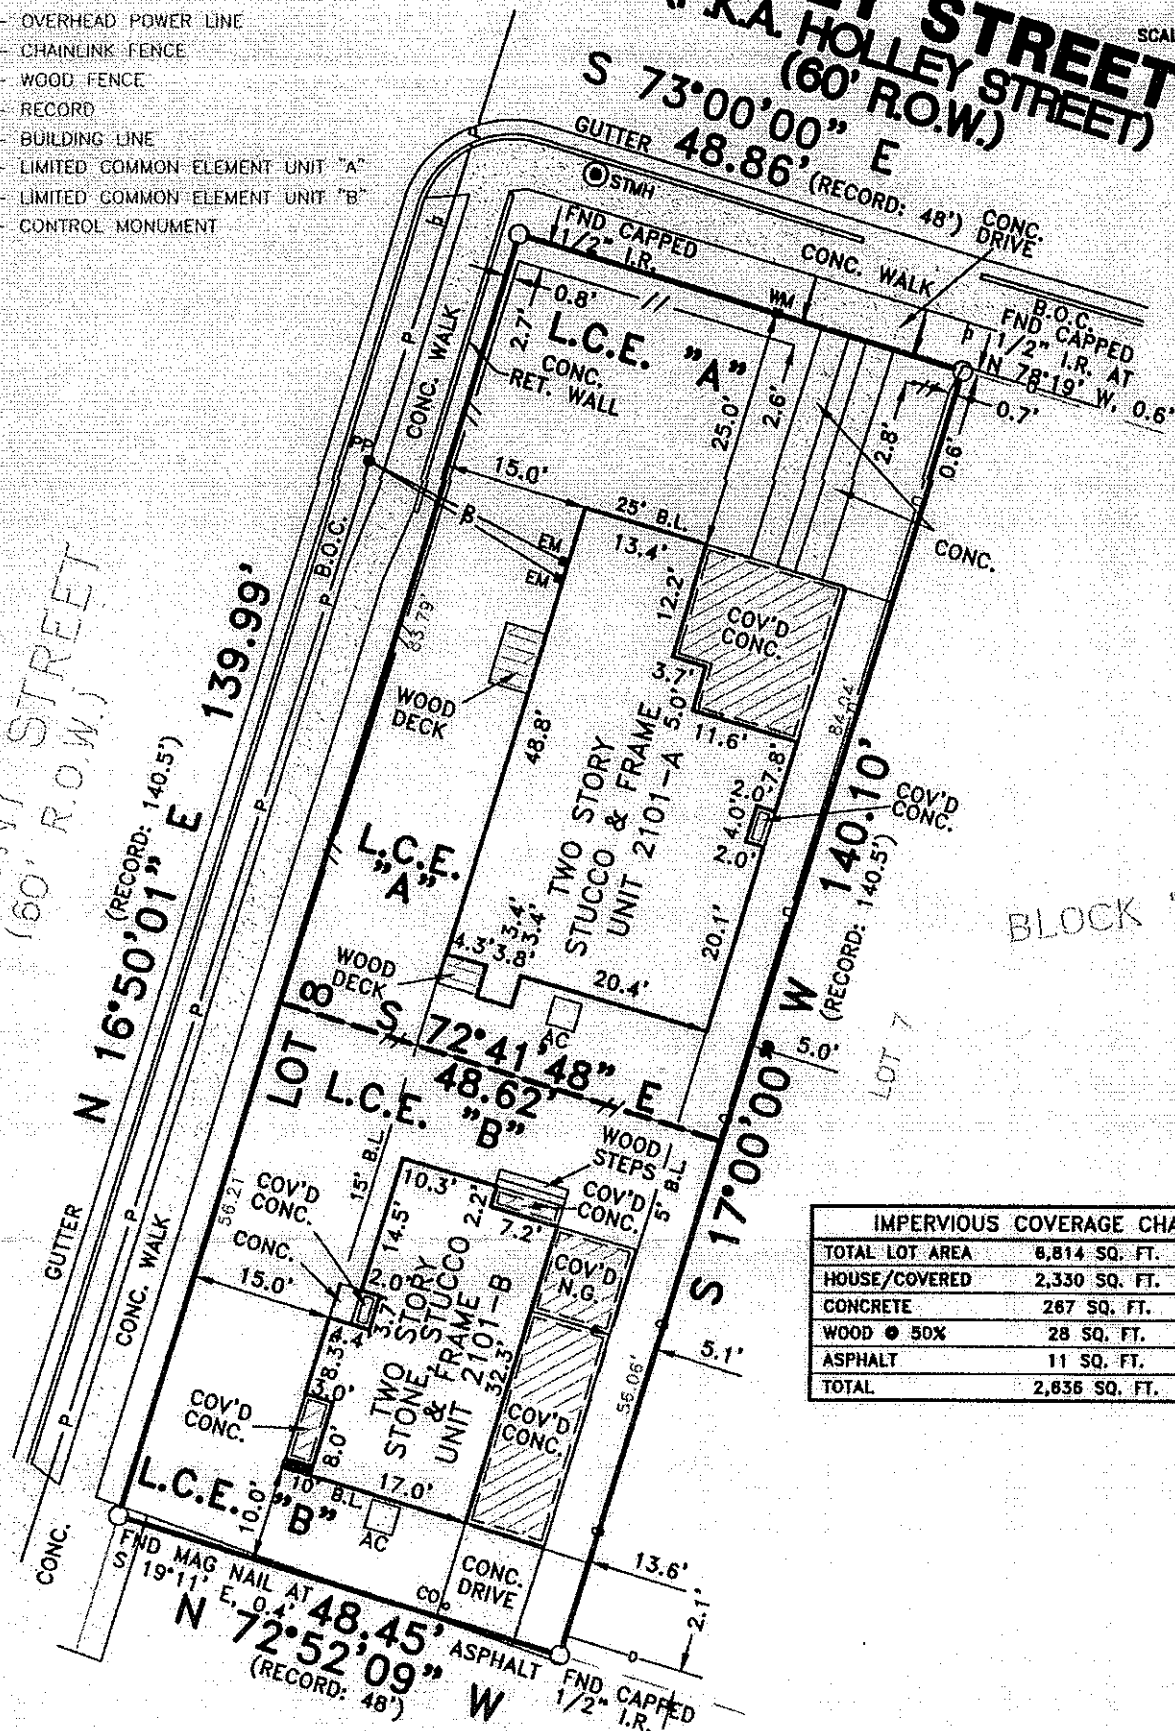 OVERHEAD POWER LINE
CHAINLINK FENCE
WOOD FENCE
RECORD
BUILDING LINE
LIMITED COMMON ELEMENT UNIT "A"
LIMITED COMMON ELEMENT UNIT "B"
CONTROL MONUMENT
STREET
HOLLEY STREET)
(60' R.O.W.)
S 73°00'00" E
48.86' (RECORD: 48')
GUTTER
STMH
CONC.
DRIVE
CONC. WALK
FND CAPPED
1/2" I.R.
WM
B.O.C.
FND CAPPED
1/2" I.R. AT
N 78°19' W, 0.6'
0.8'
2.7'
L.C.E. "A"
CONC.
RET. WALL
CONC. WALK
25.0'
2.6'
2.8'
0.7'
0.6'
PP
15.0'
25' B.L.
13.4'
EM
EM
CONC.
B.O.C.
P
12.2'
COV'D
CONC.
3.7'
5.0'
11.6'
83.79'
84.04'
WOOD
DECK
48.8'
TWO STORY
STUCCO & FRAME
UNIT 2101-A
7.8'
2.0'
4.0'
2.0'
COV'D
CONC.
STREET
(60' R.O.W.)
N 16°50'01" E 139.99'
(RECORD: 140.5')
S 17°00'00" W 140.10'
(RECORD: 140.5')
BLOCK
LOT 7
5.0'
L.C.E.
"A"
4.3'
3.8'
3.4'
3.4'
20.4'
20.1'
WOOD
DECK
AC
LOT 8
S 72°41'48" E
48.62'
L.C.E. "B"
WOOD
STEPS
COV'D
CONC.
5' B.L.
15' B.L.
10.3'
2.2'
7.2'
COV'D
N.G.
14.5'
COV'D
CONC.
CONC.
56.21
15.0'
2.0'
3.7'
4.4'
8.3'
TWO STORY
STONE, STUCCO
& FRAME
UNIT 2101-B
32.3'
COV'D
CONC.
5.1'
56.06'
COV'D
CONC.
8.0'
GUTTER
CONC. WALK
L.C.E. "B"
10' B.L.
17.0'
10.0'
AC
CONC.
DRIVE
CO
13.6'
2.1'
CONC.
FND MAG NAIL AT
S 19°11' E, 0.4'
48.45'
N 72°52'09" W
(RECORD: 48')
ASPHALT
FND CAPPED
1/2" I.R.
IMPERVIOUS COVERAGE
TOTAL LOT AREA 6,814 SQ. FT.
HOUSE/COVERED 2,330 SQ. FT.
CONCRETE 267 SQ. FT.
WOOD @ 50% 28 SQ. FT.
ASPHALT 11 SQ. FT.
TOTAL 2,636 SQ. FT.